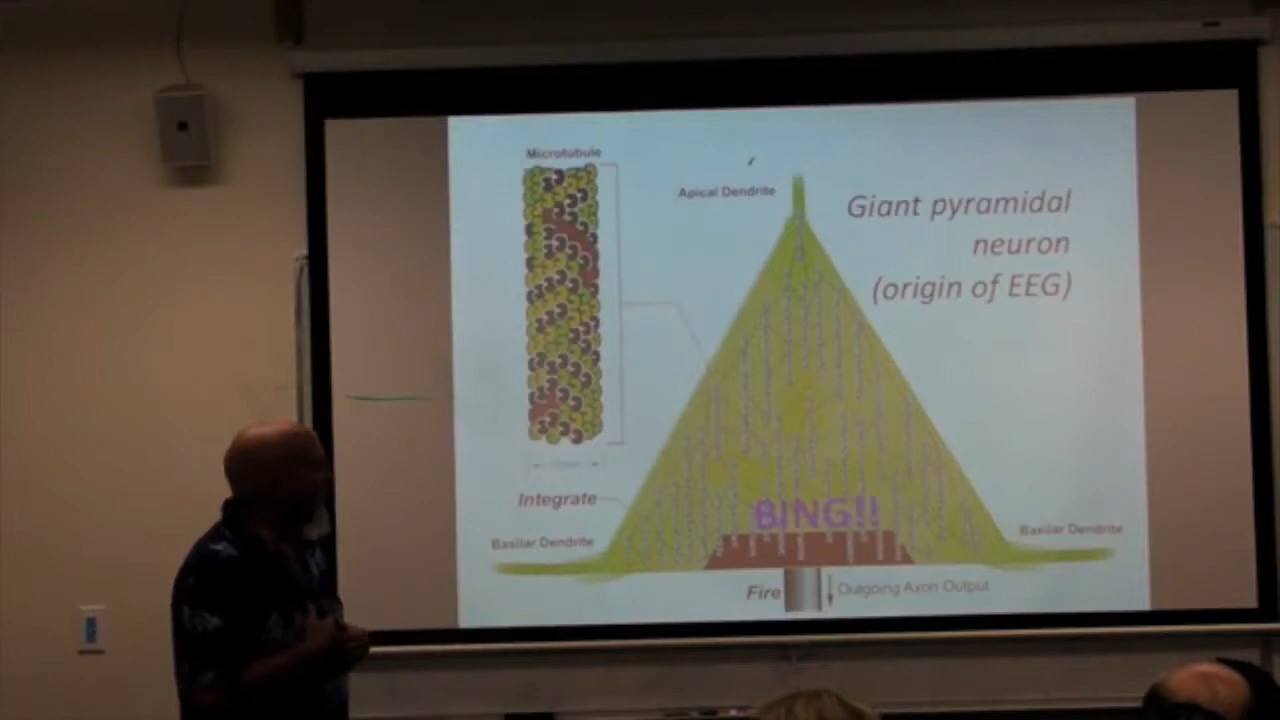 Microtubule
Apical Dendrite
Giant pyramidal
neuron
(origin of EEG)
Integrate
BING!!
Basilar Dendrite
Basilar Dendrite
Fire
Outgoing Axon Output